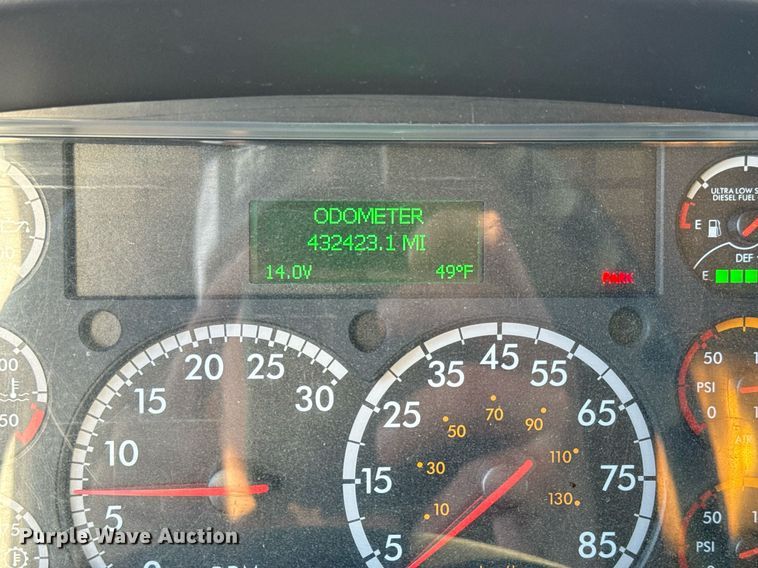 ODOMETER
432423.1 MI
14.0V 49°F
PARK
ULTRA LOW
DIESEL FUEL
E
DEF
E
5 10 15 20 25 30
5 15 25 35 45 55 65 75 85
10 30 50 70 90 110 130
50
PSI
0
AIR
50
PSI
0
Purple Wave Auction